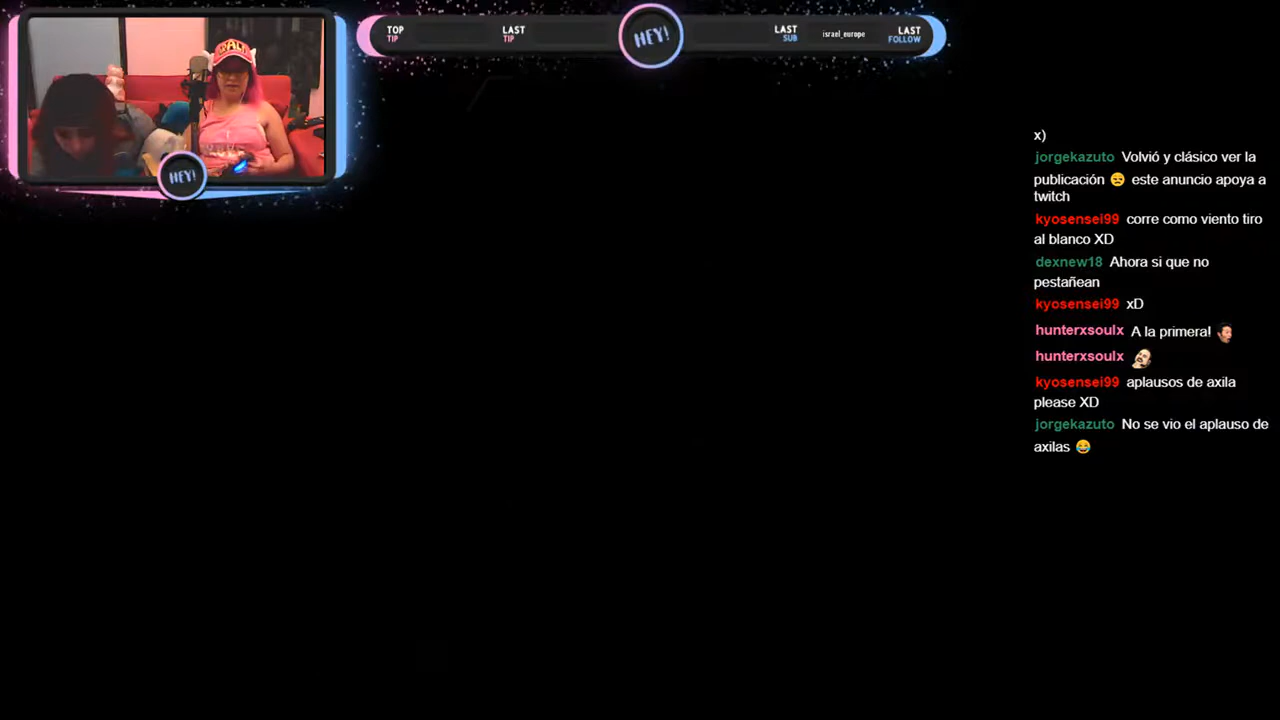 WALI
TOP
TIP
LAST
TIP
HEY!
LAST
SUB
israel_europe
LAST
FOLLOW
HEY!
x)
jorgekazuto Volvió y clásico ver la
publicación 😞 este anuncio apoya a
twitch
kyosensei99 corre como viento tiro
al blanco XD
dexnew18 Ahora si que no
pestañean
kyosensei99 xD
hunterxsoulx A la primera!
hunterxsoulx
kyosensei99 aplausos de axila
please XD
jorgekazuto No se vio el aplauso de
axilas 😂